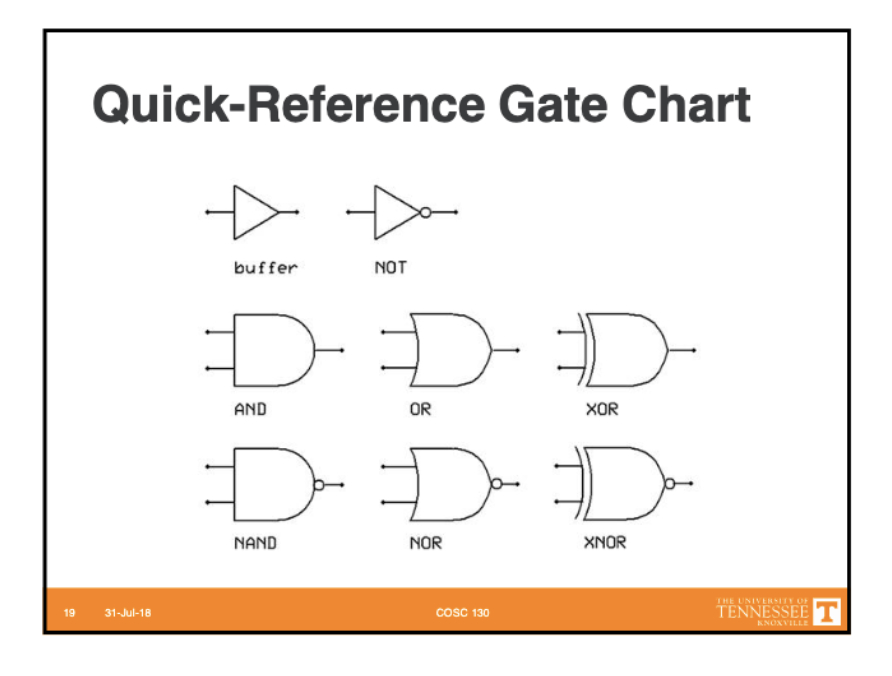 Quick-Reference Gate Chart
buffer NOT
AND OR XOR
NAND NOR XNOR
19 31-Jul-18 COSC 130
THE UNIVERSITY OF
TENNESSEE
KNOXVILLE
T